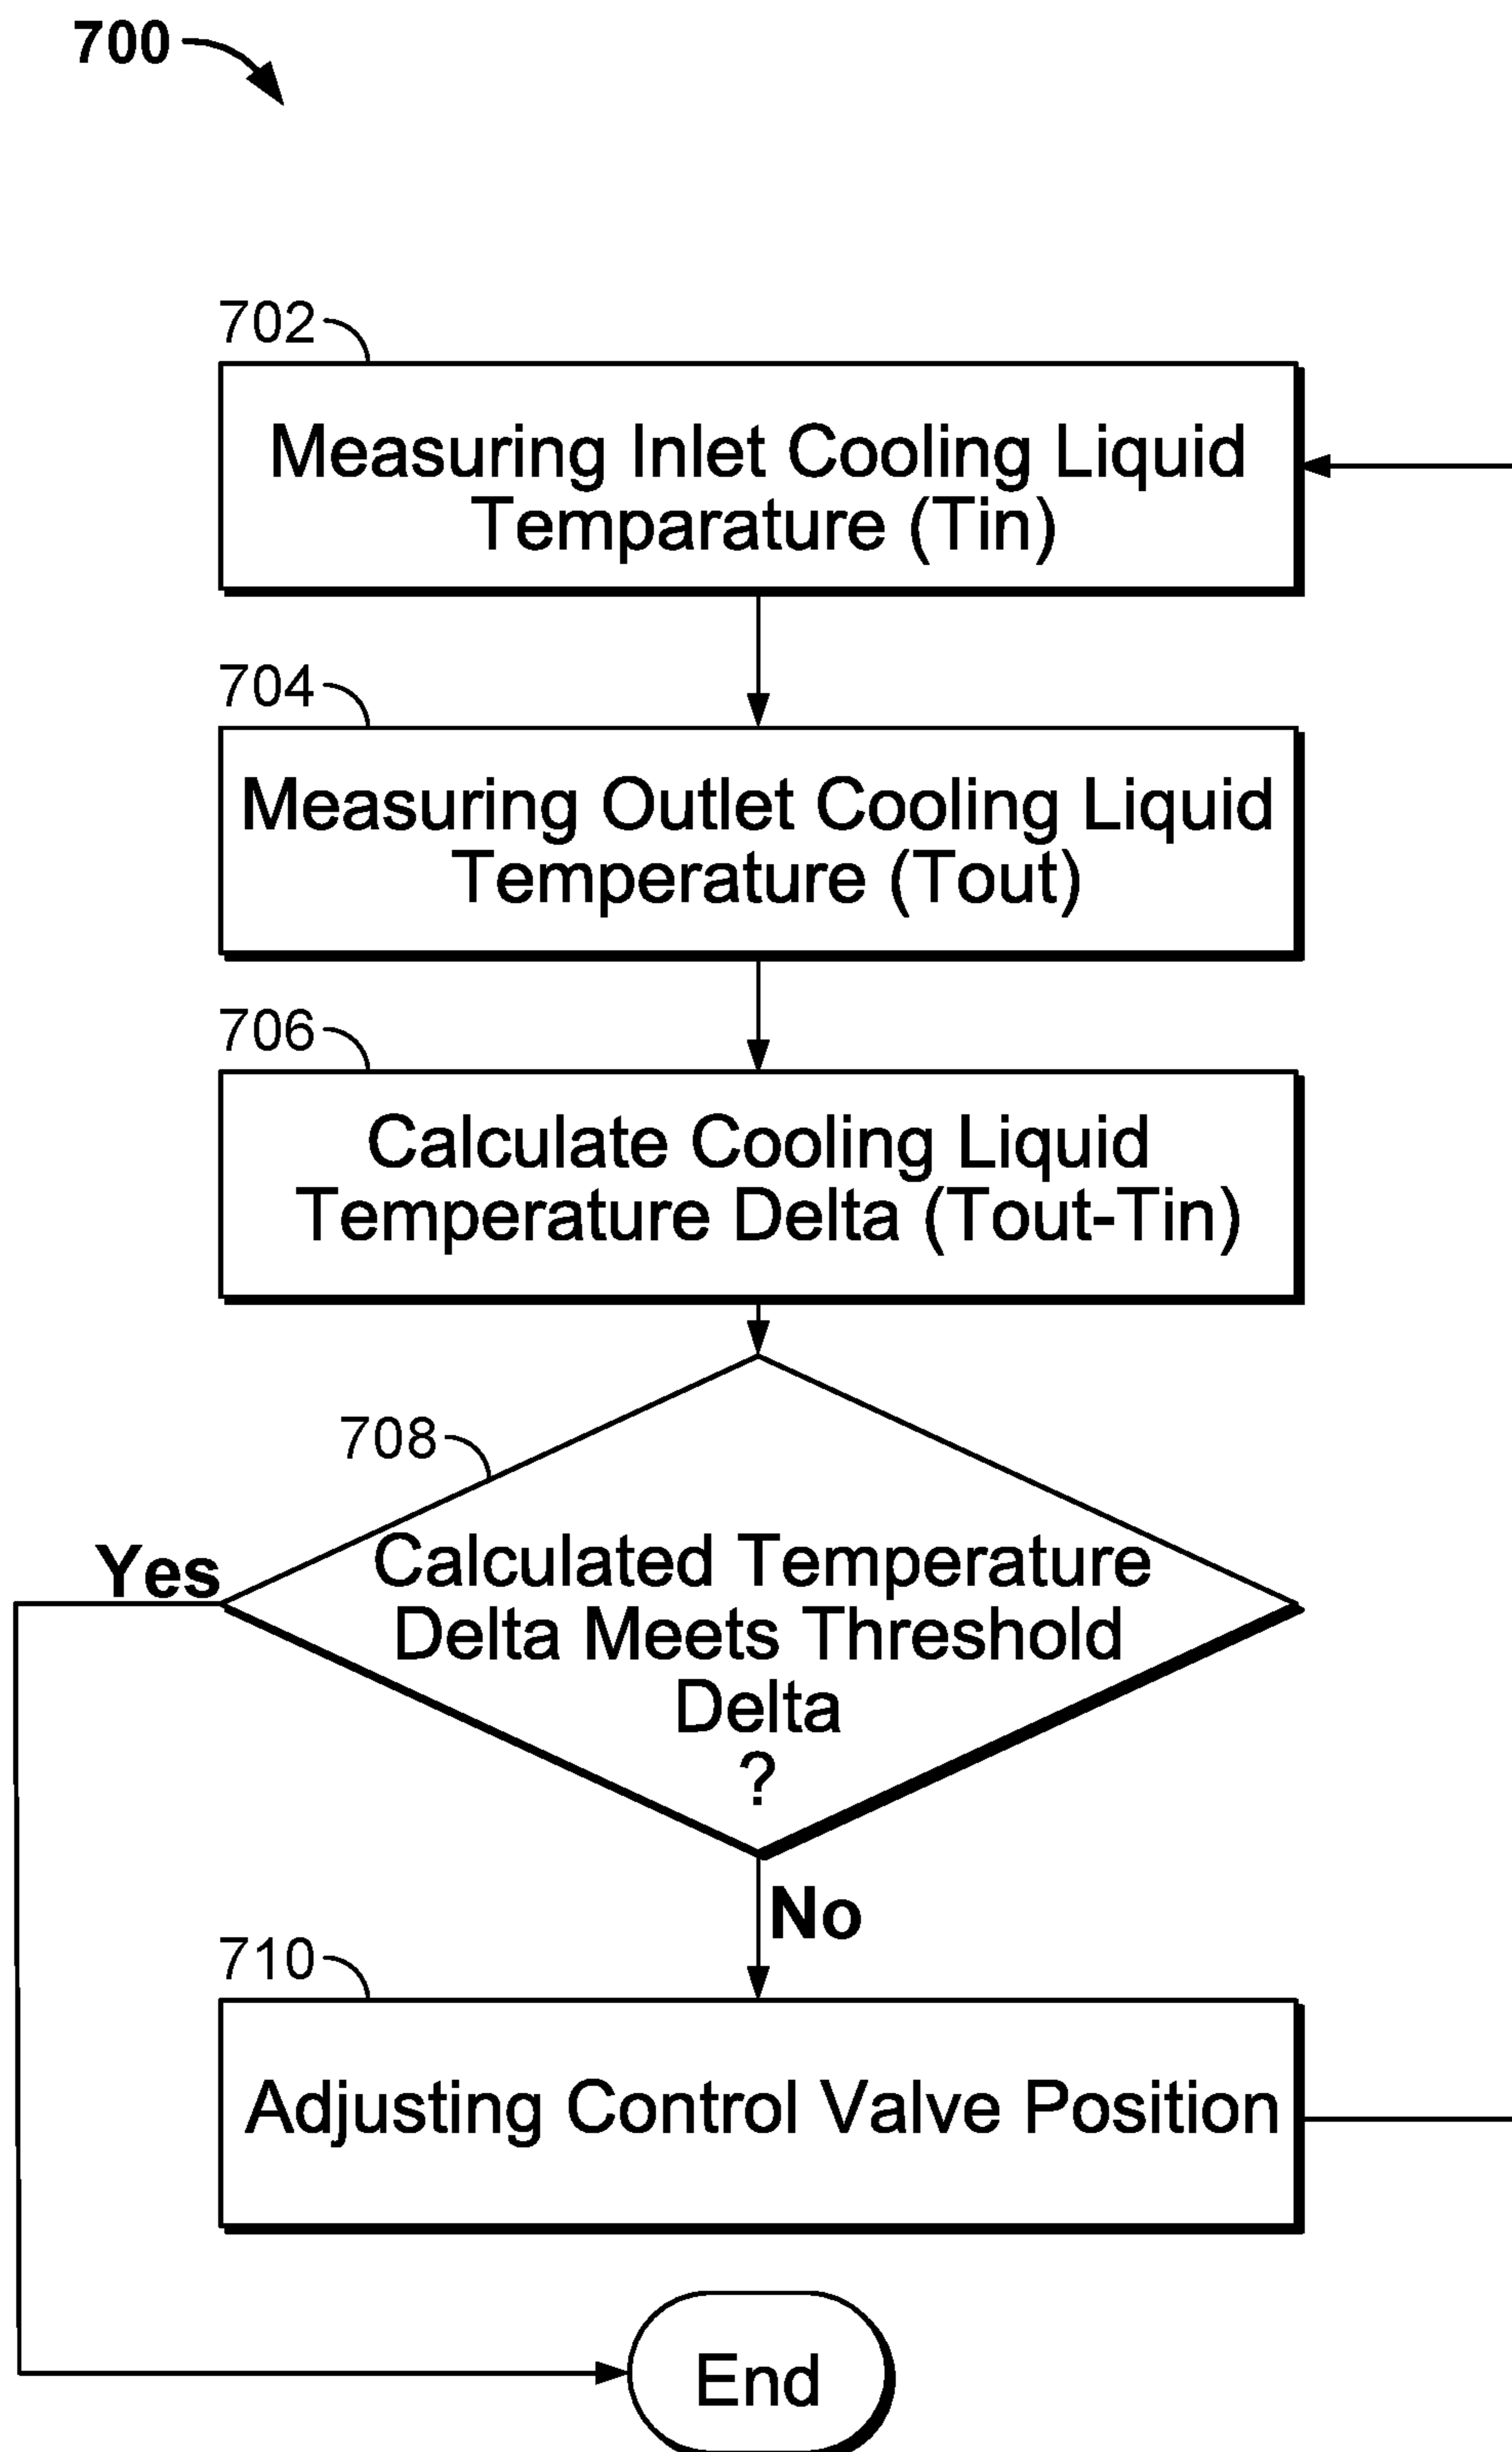 700
702
Measuring Inlet Cooling Liquid
Temparature (Tin)
704
Measuring Outlet Cooling Liquid
Temperature (Tout)
706
Calculate Cooling Liquid
Temperature Delta (Tout-Tin)
708
Yes
Calculated Temperature
Delta Meets Threshold
Delta
?
No
710
Adjusting Control Valve Position
End